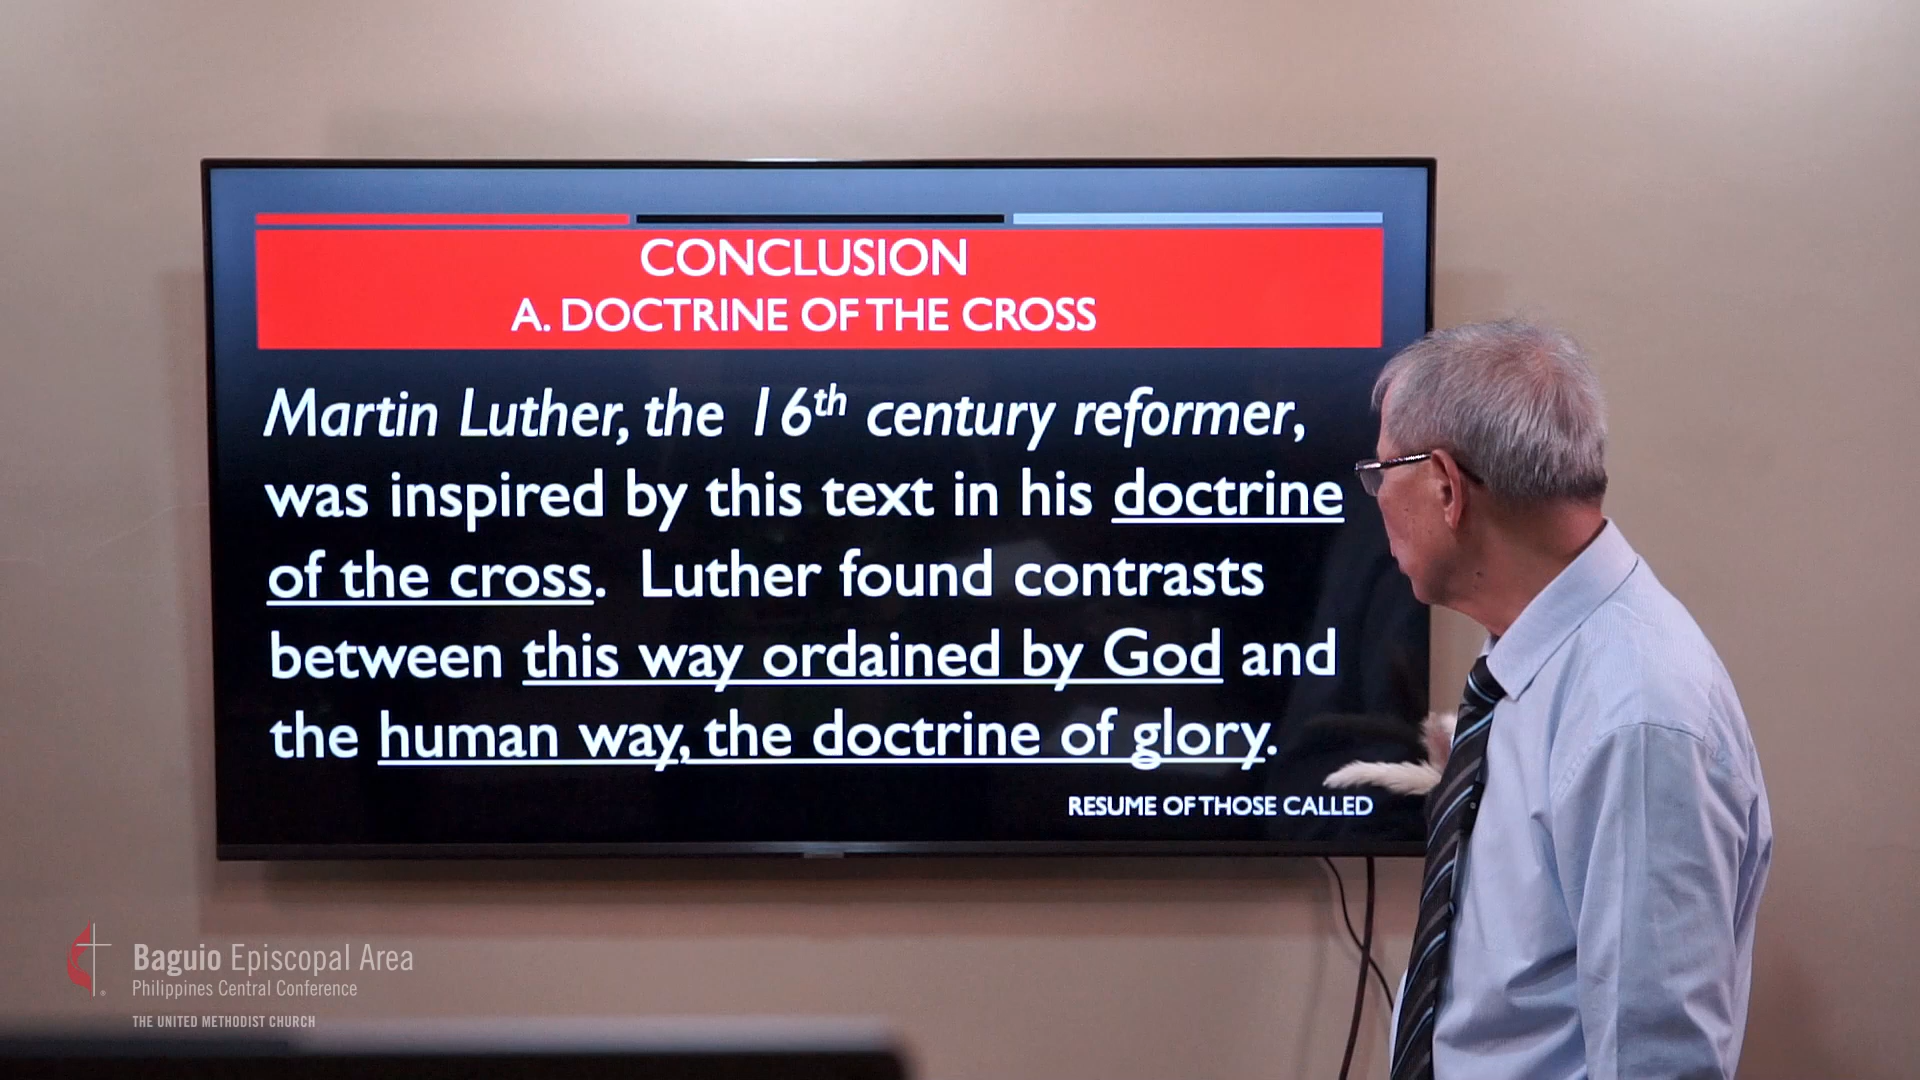 CONCLUSION
A. DOCTRINE OF THE CROSS
Martin Luther, the 16th century reformer,
was inspired by this text in his doctrine
of the cross. Luther found contrasts
between this way ordained by God and
the human way, the doctrine of glory.
RESUME OF THOSE CALLED
Baguio Episcopal Area
Philippines Central Conference
THE UNITED METHODIST CHURCH